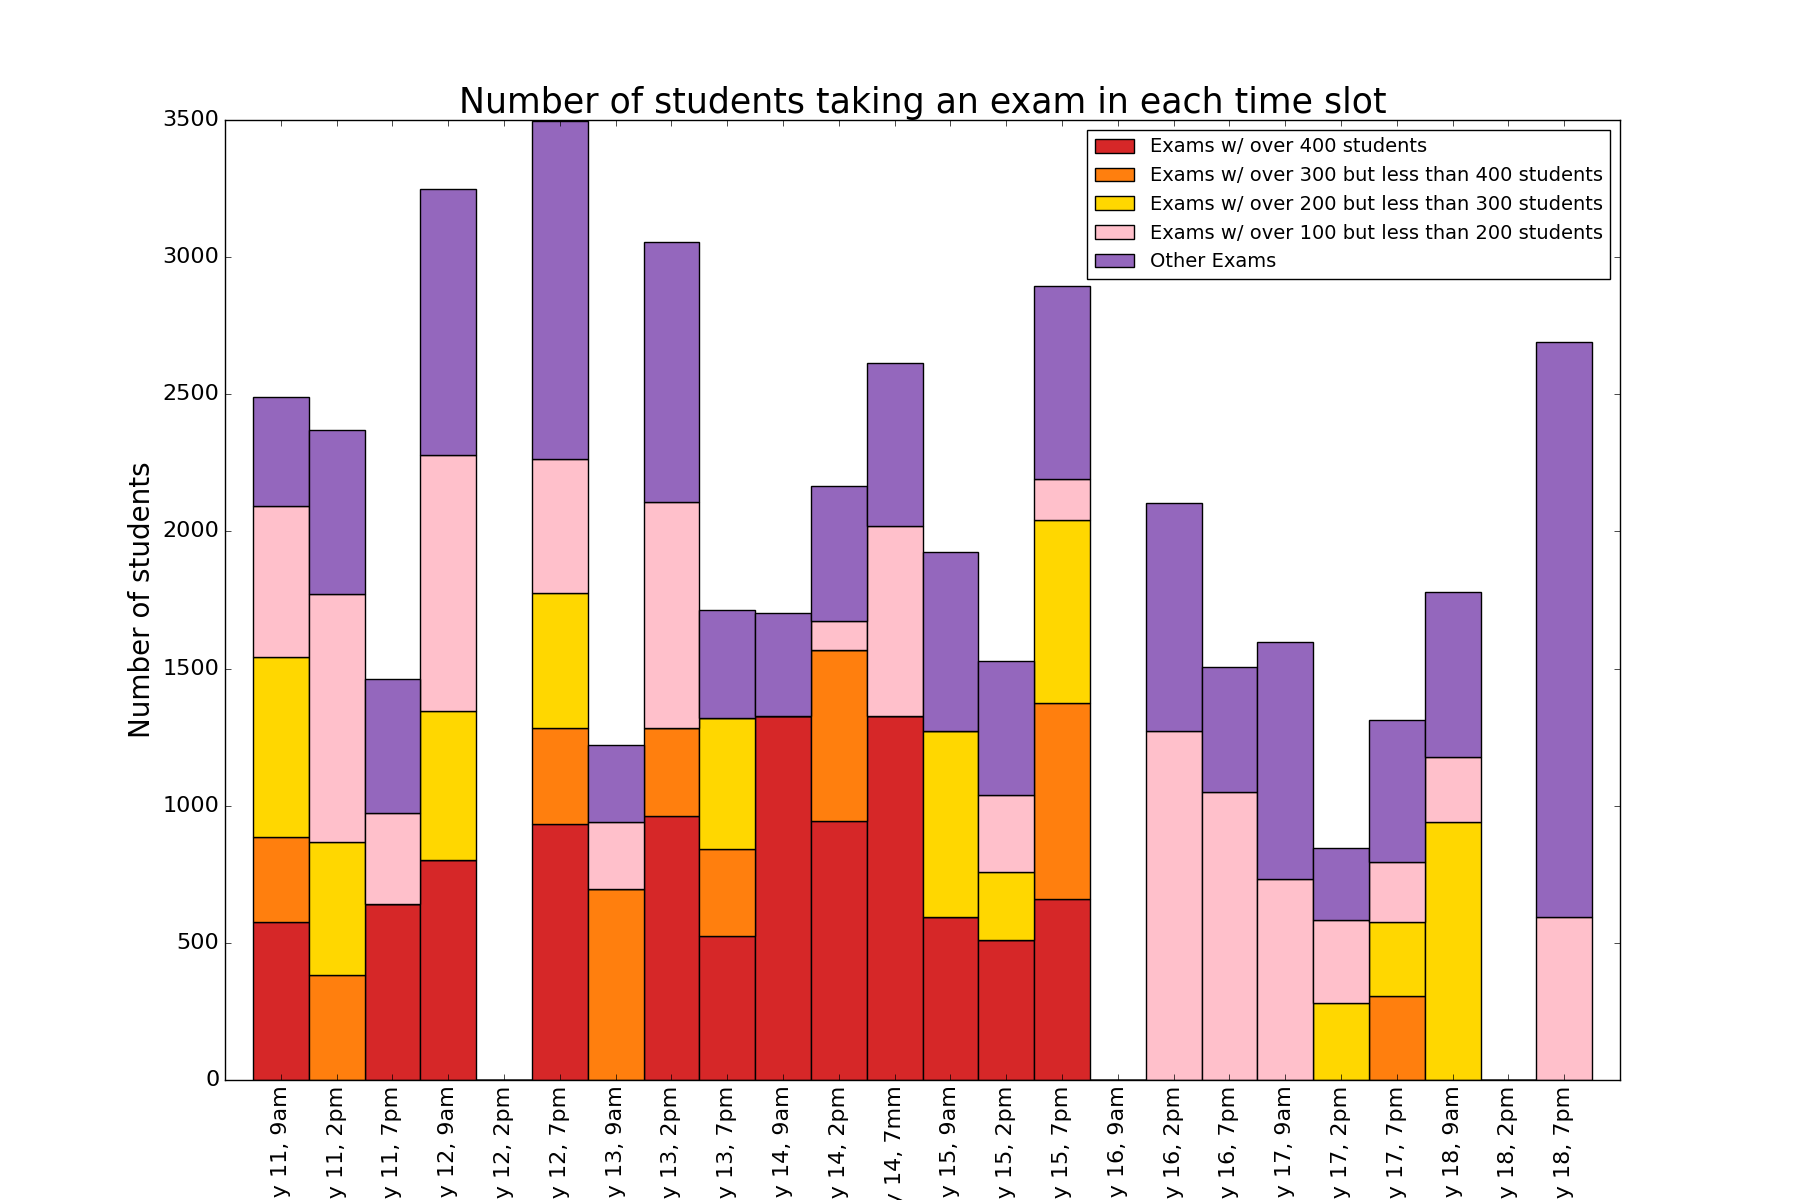 Number of students taking an exam in each time slot
Exams w/ over 400 students
Exams w/ over 300 but less than 400 students
Exams w/ over 200 but less than 300 students
Exams w/ over 100 but less than 200 students
Other Exams
Number of students
3500
3000
2500
2000
1500
1000
500
0
y 11, 9am
y 11, 2pm
y 11, 7pm
y 12, 9am
y 12, 2pm
y 12, 7pm
y 13, 9am
y 13, 2pm
y 13, 7pm
y 14, 9am
y 14, 2pm
y 14, 7mm
y 15, 9am
y 15, 2pm
y 15, 7pm
y 16, 9am
y 16, 2pm
y 16, 7pm
y 17, 9am
y 17, 2pm
y 17, 7pm
y 18, 9am
y 18, 2pm
y 18, 7pm